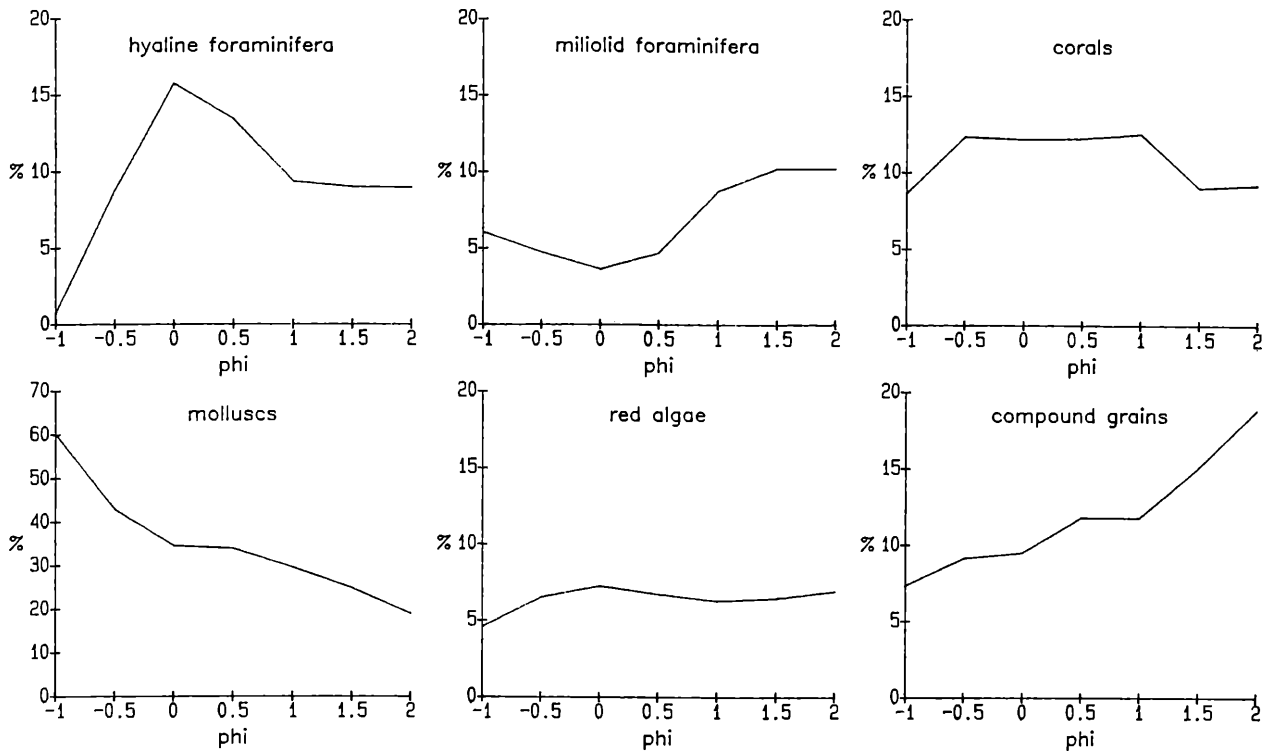 hyaline foraminifera
20
15
% 10
5
0
-1 -0.5 0 0.5 1 1.5 2
phi
miliolid foraminifera
20
15
% 10
5
0
-1 -0.5 0 0.5 1 1.5 2
phi
corals
20
15
% 10
5
0
-1 -0.5 0 0.5 1 1.5 2
phi
molluscs
70
60
50
40
% 30
20
10
0
-1 -0.5 0 0.5 1 1.5 2
phi
red algae
20
15
% 10
5
0
-1 -0.5 0 0.5 1 1.5 2
phi
compound grains
20
15
% 10
5
0
-1 -0.5 0 0.5 1 1.5 2
phi